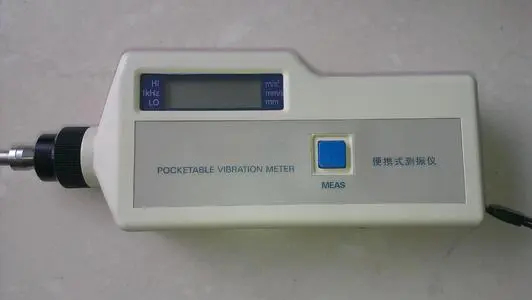 HI m/s²
1kHz mm/s
LO mm
POCKETABLE VIBRATION METER
MEAS
便携式测振仪